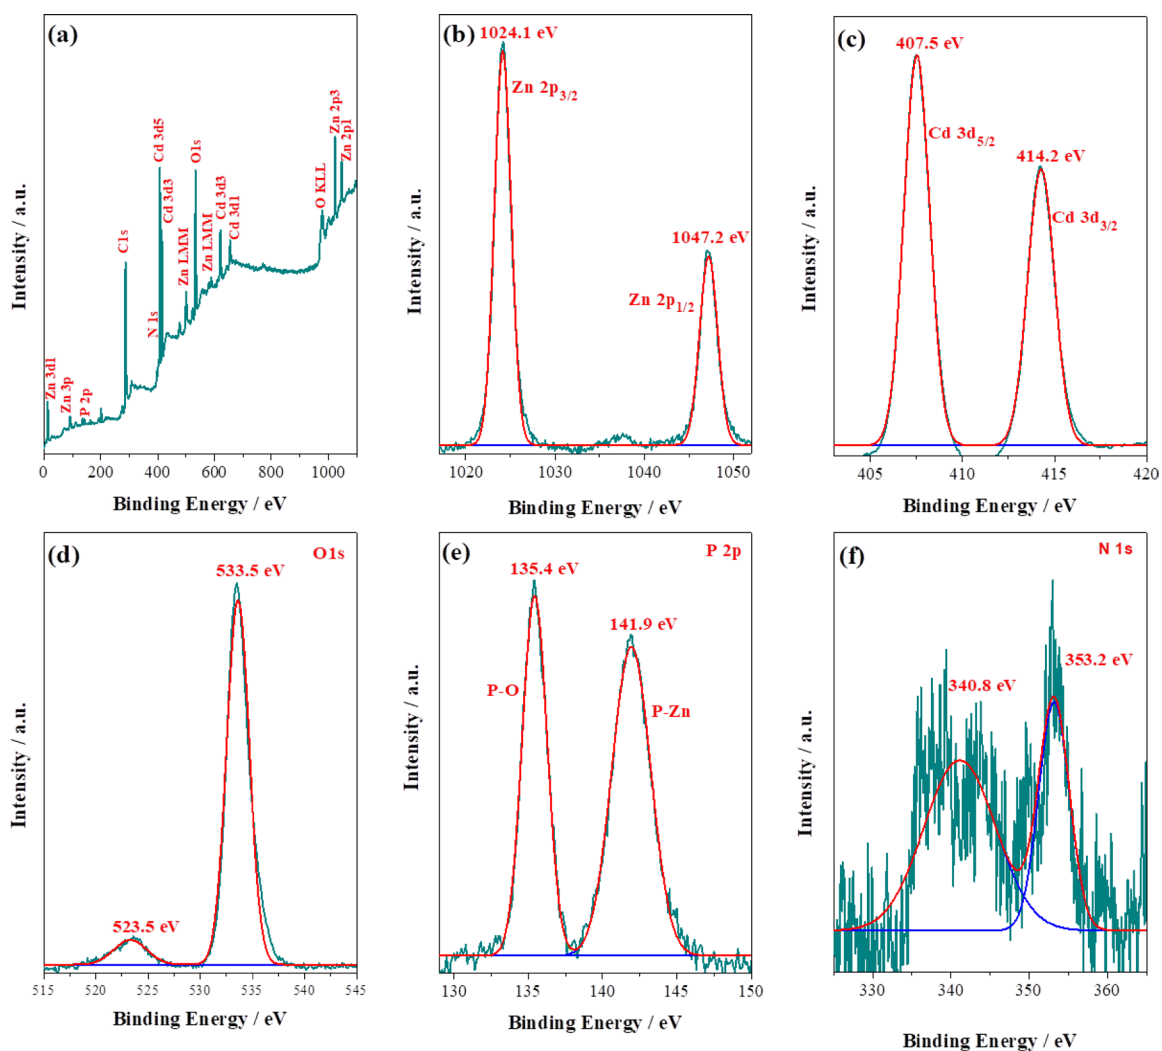 (a)
Zn 3d1
Zn 3p
P 2p
C1s
N 1s
Cd 3d5
Cd 3d3
Zn LMM
O1s
Zn LMM
Cd 3d3
Cd 3d1
O KLL
Zn 2p3
Zn 2p1
Intensity / a.u.
0 200 400 600 800 1000
Binding Energy / eV
(b)
1024.1 eV
Zn 2p3/2
1047.2 eV
Zn 2p1/2
Intensity / a.u.
1020 1030 1040 1050
Binding Energy / eV
(c)
407.5 eV
Cd 3d5/2
414.2 eV
Cd 3d3/2
Intensity / a.u.
405 410 415 420
Binding Energy / eV
(d)
O1s
533.5 eV
523.5 eV
Intensity / a.u.
515 520 525 530 535 540 545
Binding Energy / eV
(e)
P 2p
135.4 eV
141.9 eV
P-O
P-Zn
Intensity / a.u.
130 135 140 145 150
Binding Energy / eV
(f)
N 1s
353.2 eV
340.8 eV
Intensity / a.u.
330 340 350 360
Binding Energy / eV